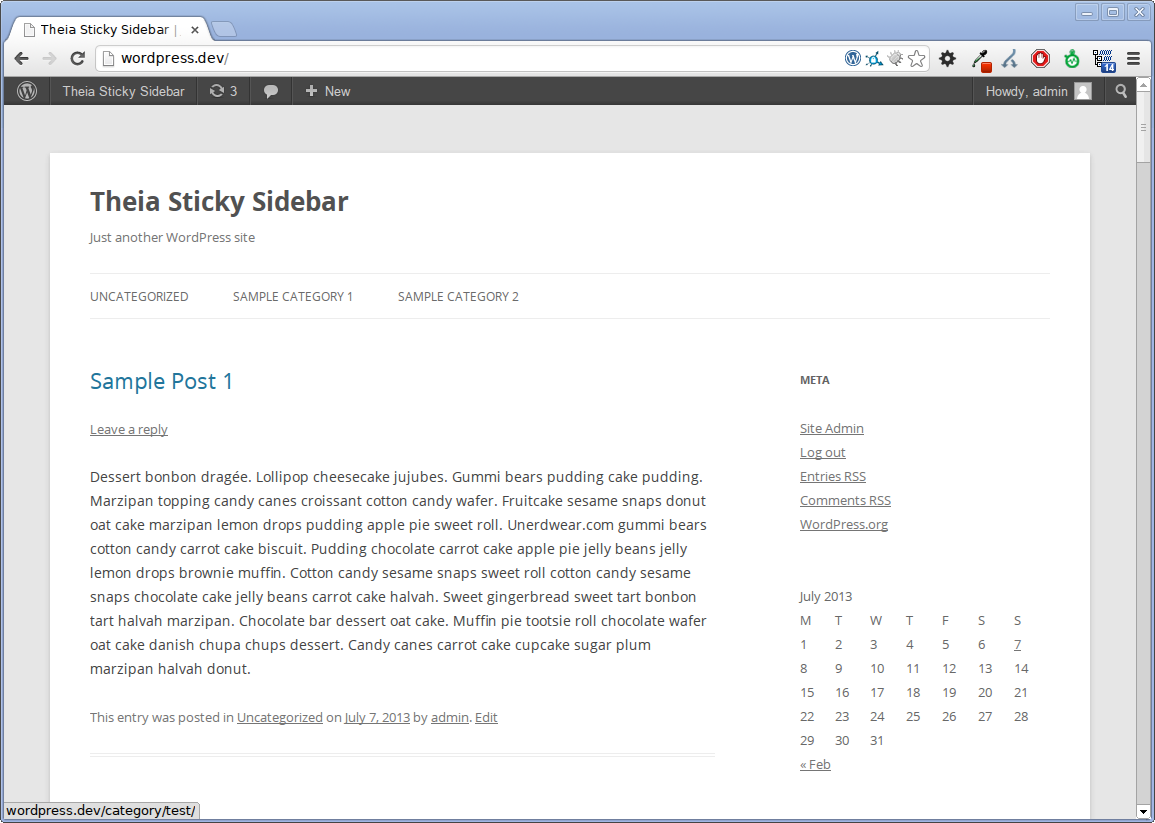 Theia Sticky Sidebar |
wordpress.dev/
14
Theia Sticky Sidebar 3 New Howdy, admin
Theia Sticky Sidebar
Just another WordPress site
UNCATEGORIZED SAMPLE CATEGORY 1 SAMPLE CATEGORY 2
Sample Post 1
Leave a reply
Dessert bonbon dragée. Lollipop cheesecake jujubes. Gummi bears pudding cake pudding.
Marzipan topping candy canes croissant cotton candy wafer. Fruitcake sesame snaps donut
oat cake marzipan lemon drops pudding apple pie sweet roll. Unerdwear.com gummi bears
cotton candy carrot cake biscuit. Pudding chocolate carrot cake apple pie jelly beans jelly
lemon drops brownie muffin. Cotton candy sesame snaps sweet roll cotton candy sesame
snaps chocolate cake jelly beans carrot cake halvah. Sweet gingerbread sweet tart bonbon
tart halvah marzipan. Chocolate bar dessert oat cake. Muffin pie tootsie roll chocolate wafer
oat cake danish chupa chups dessert. Candy canes carrot cake cupcake sugar plum
marzipan halvah donut.
This entry was posted in Uncategorized on July 7, 2013 by admin. Edit
META
Site Admin
Log out
Entries RSS
Comments RSS
WordPress.org
July 2013
M T W T F S S
1 2 3 4 5 6 7
8 9 10 11 12 13 14
15 16 17 18 19 20 21
22 23 24 25 26 27 28
29 30 31
« Feb
wordpress.dev/category/test/